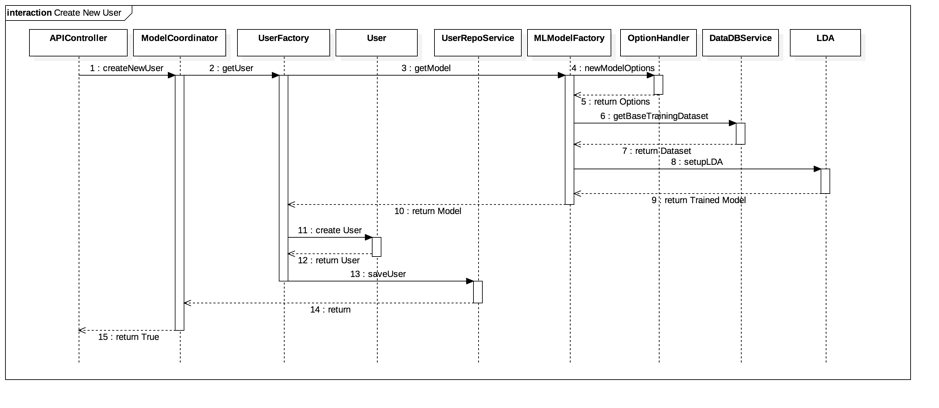 interaction Create New User
APIController ModelCoordinator UserFactory User UserRepoService MLModelFactory OptionHandler DataDBService LDA
1 : createNewUser 2 : getUser 3 : getModel 4 : newModelOptions
5 : return Options
6 : getBaseTrainingDataset
7 : return Dataset
8 : setupLDA
9 : return Trained Model
10 : return Model
11 : create User
12 : return User
13 : saveUser
14 : return
15 : return True